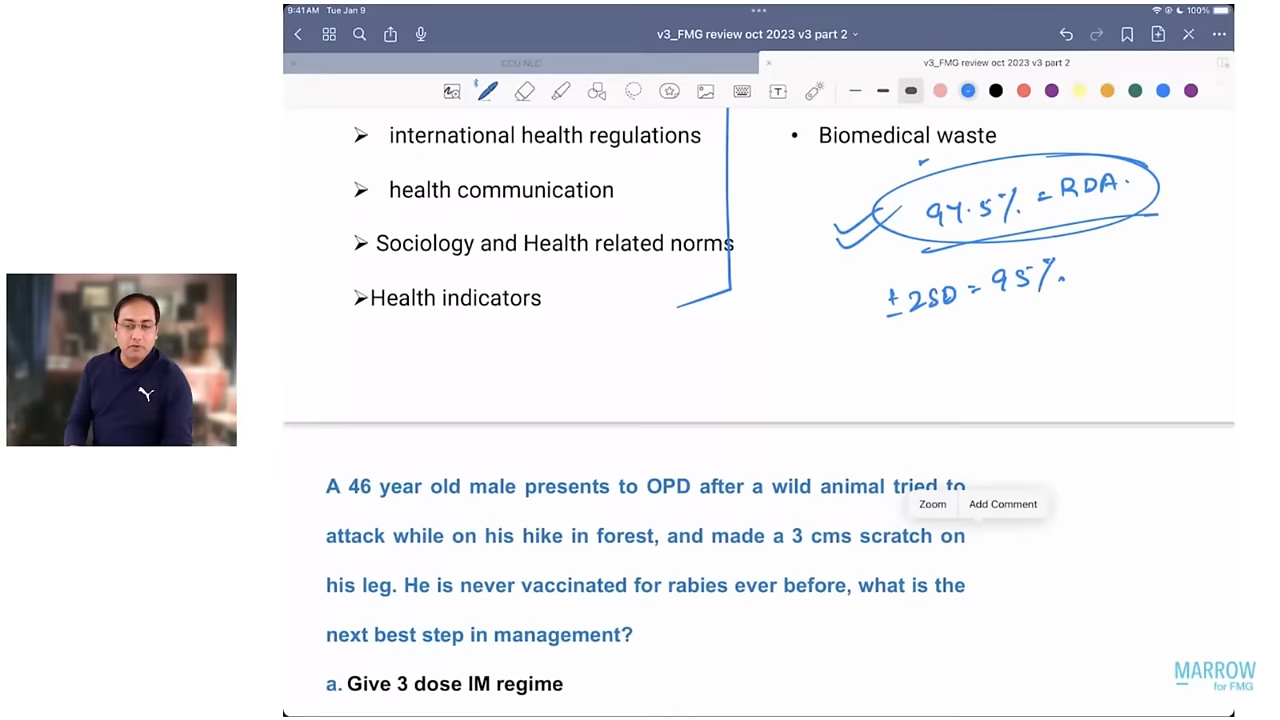 9:41 AM Tue Jan 9
100%
v3_FMG review oct 2023 v3 part 2
CCU NLC
v3_FMG review oct 2023 v3 part 2
T
➢ international health regulations
➢ health communication
➢ Sociology and Health related norms
➢Health indicators
• Biomedical waste
97.5% = RDA.
± 2SD = 95%.
A 46 year old male presents to OPD after a wild animal tried to
Zoom Add Comment
attack while on his hike in forest, and made a 3 cms scratch on
his leg. He is never vaccinated for rabies ever before, what is the
next best step in management?
a. Give 3 dose IM regime
MARROW
for FMG